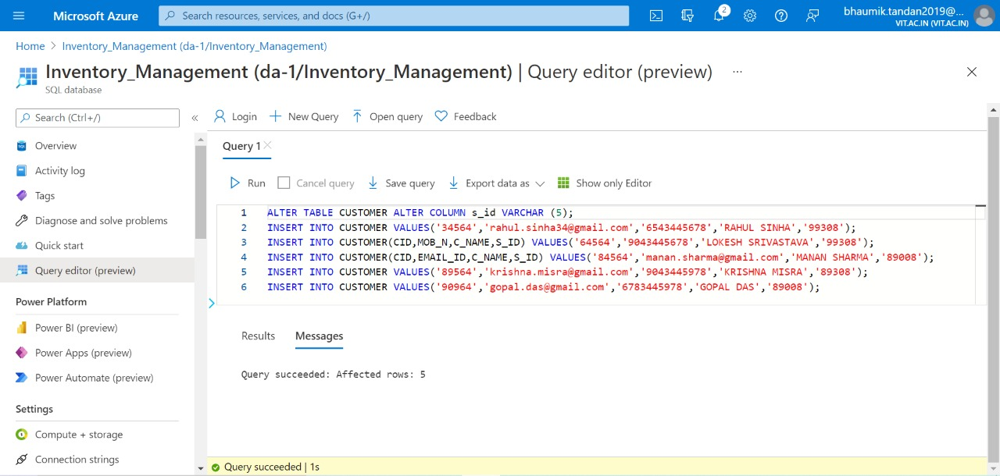 Microsoft Azure
Search resources, services, and docs (G+/)
2
bhaumik.tandan2019@...
VIT.AC.IN (VIT.AC.IN)
Home > Inventory_Management (da-1/Inventory_Management)
Inventory_Management (da-1/Inventory_Management) | Query editor (preview) ...
SQL database
Search (Ctrl+/)
«
Overview
Activity log
Tags
Diagnose and solve problems
Quick start
Query editor (preview)
Power Platform
Power BI (preview)
Power Apps (preview)
Power Automate (preview)
Settings
Compute + storage
Connection strings
Login
New Query
Open query
Feedback
Query 1
Run
Cancel query
Save query
Export data as
Show only Editor
1 ALTER TABLE CUSTOMER ALTER COLUMN s_id VARCHAR (5);
2 INSERT INTO CUSTOMER VALUES('34564','rahul.sinha34@gmail.com','6543445678','RAHUL SINHA','99308');
3 INSERT INTO CUSTOMER(CID,MOB_N,C_NAME,S_ID) VALUES('64564','9043445678','LOKESH SRIVASTAVA','99308');
4 INSERT INTO CUSTOMER(CID,EMAIL_ID,C_NAME,S_ID) VALUES('84564','manan.sharma@gmail.com','MANAN SHARMA','89008');
5 INSERT INTO CUSTOMER VALUES('89564','krishna.misra@gmail.com','9043445978','KRISHNA MISRA','89308');
6 INSERT INTO CUSTOMER VALUES('90964','gopal.das@gmail.com','6783445978','GOPAL DAS','89008');
Results
Messages
Query succeeded: Affected rows: 5
Query succeeded | 1s